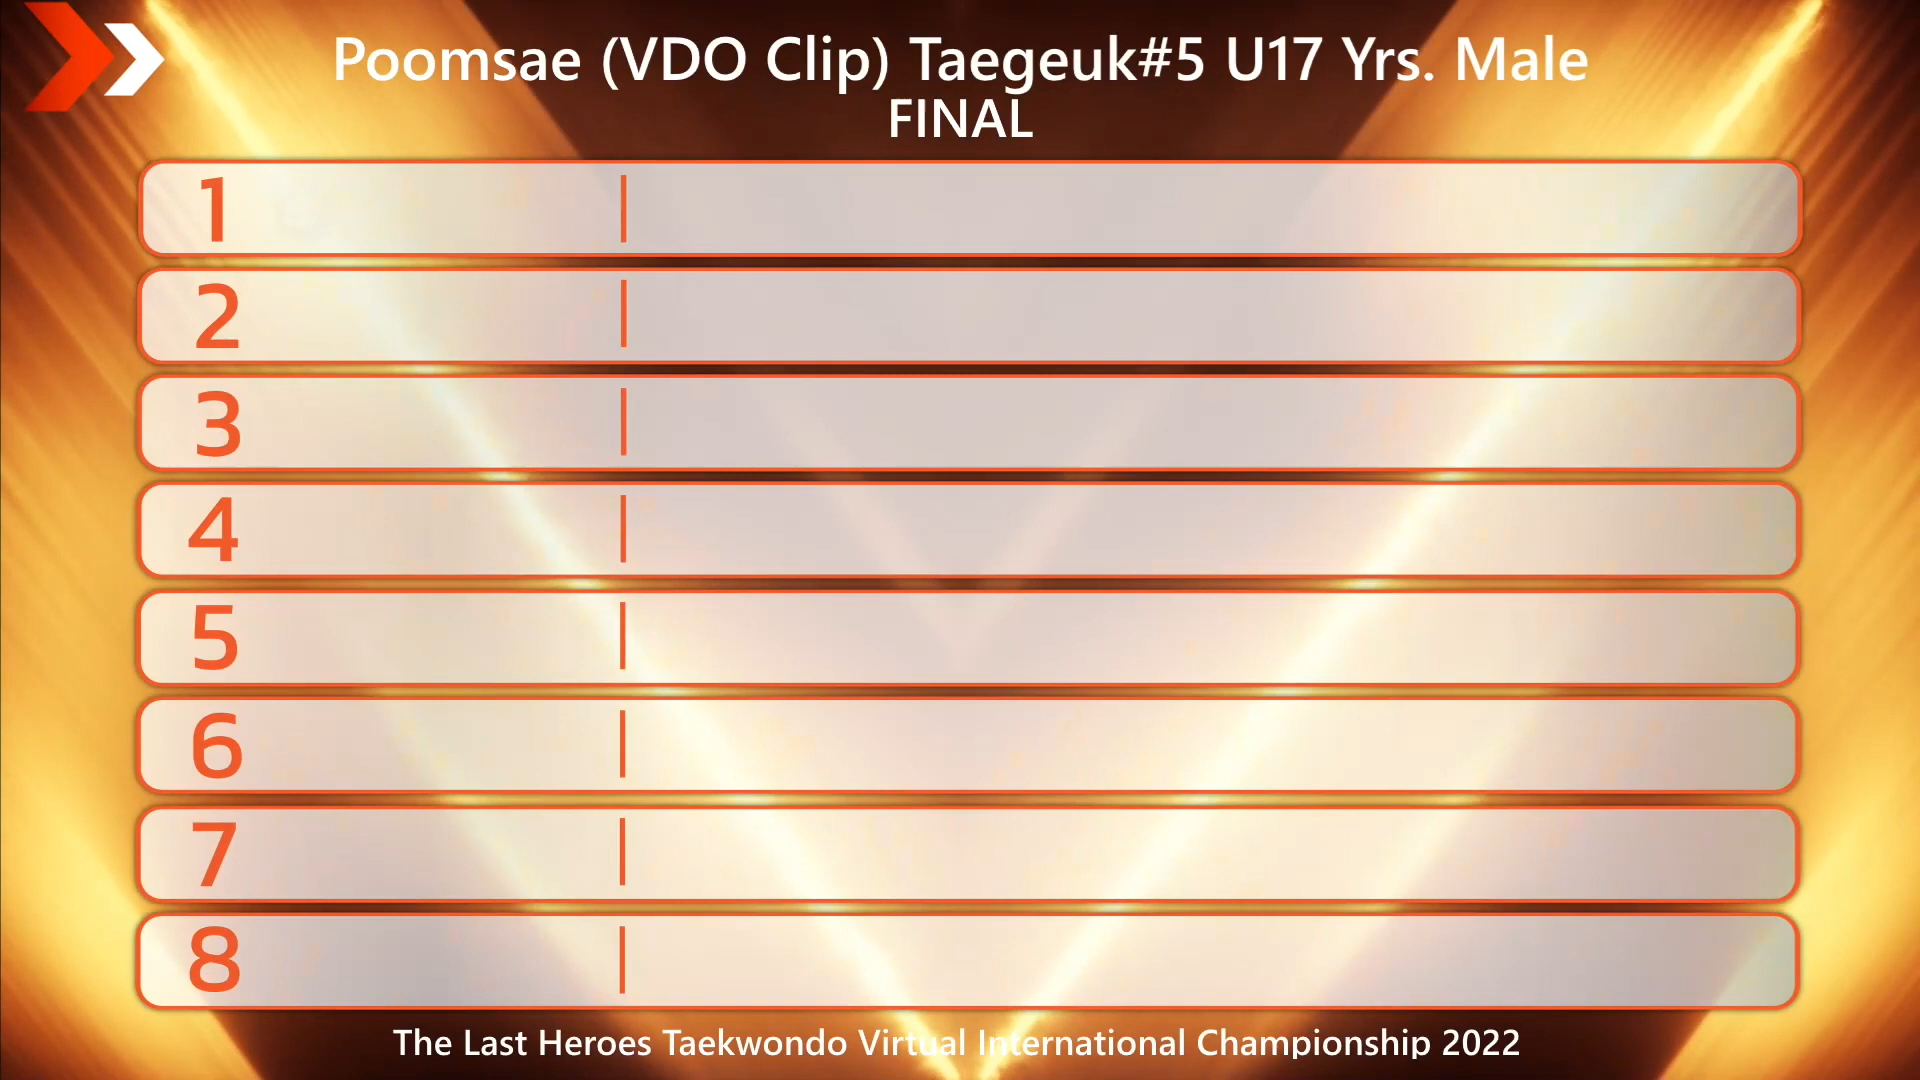 Poomsae (VDO Clip) Taegeuk#5 U17 Yrs. Male
FINAL
1
2
3
4
5
6
7
8
The Last Heroes Taekwondo Virtual International Championship 2022